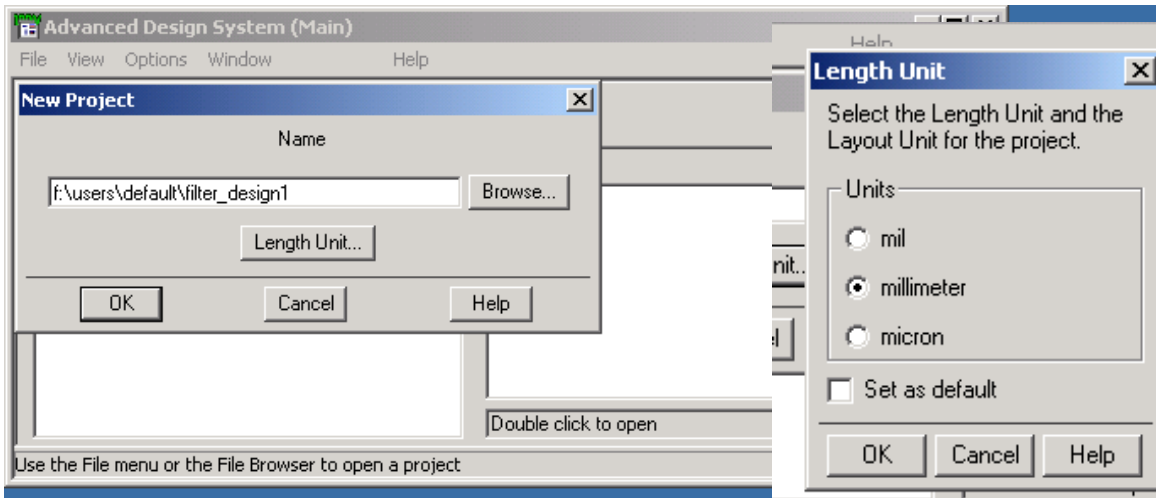 Advanced Design System (Main)
File View Options Window Help
New Project
Name
f:\users\default\filter_design1
Browse...
Length Unit...
OK Cancel Help
Double click to open
Use the File menu or the File Browser to open a project
Help
Length Unit
Select the Length Unit and the
Layout Unit for the project.
Units
mil
millimeter
micron
Set as default
OK Cancel Help
nit..